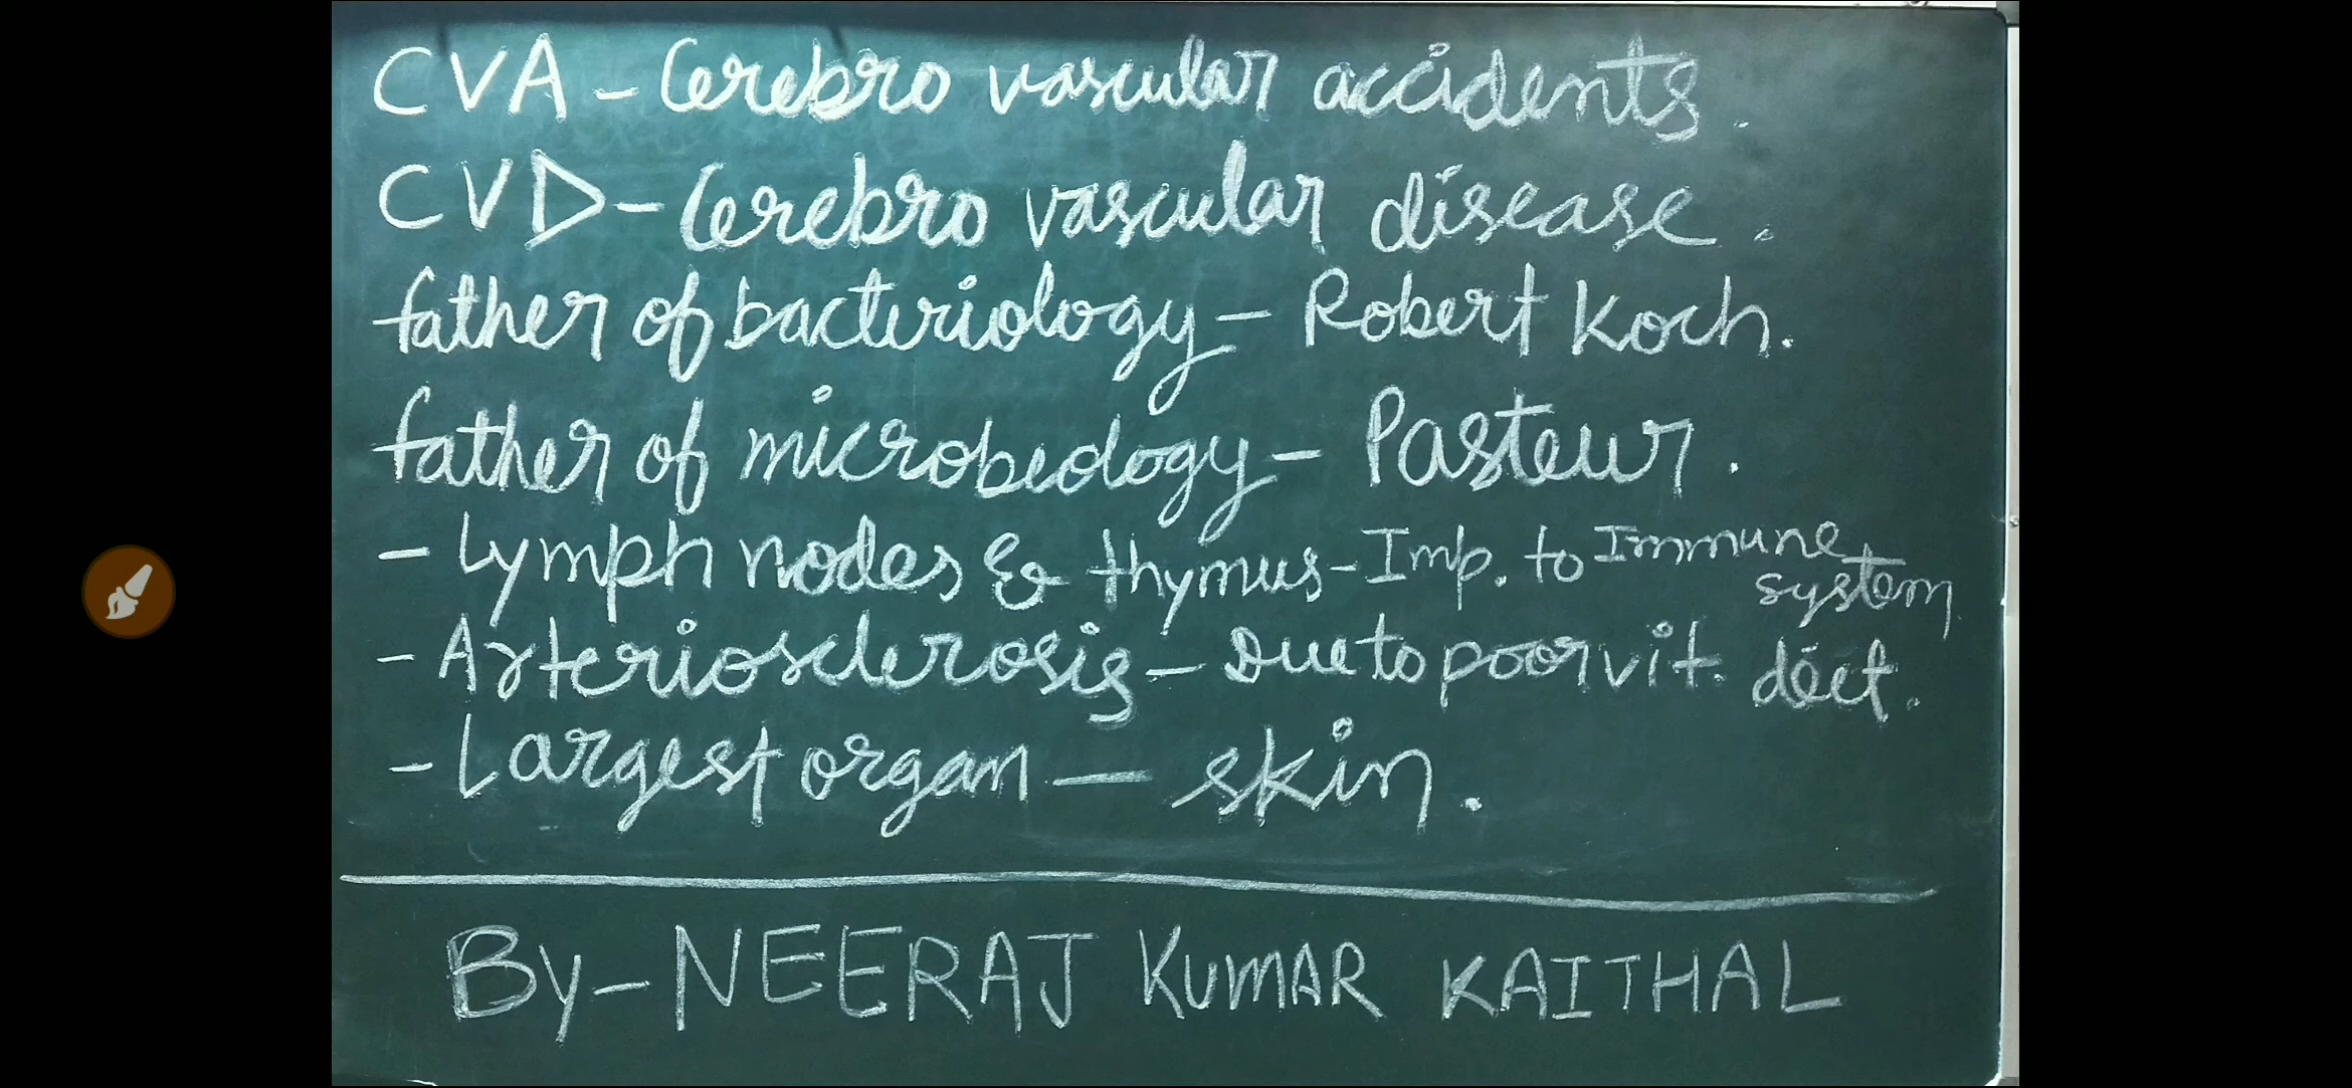 CVA - Cerebro vascular accidents.
CVD - Cerebro vascular disease.
father of bacteriology - Robert Koch.
father of microbiology - Pasteur.
- Lymph nodes & thymus - Imp. to Immune system
- Arteriosclerosis - Due to poor vit. diet.
- Largest organ - skin.
By - NEERAJ KUMAR KAITHAL